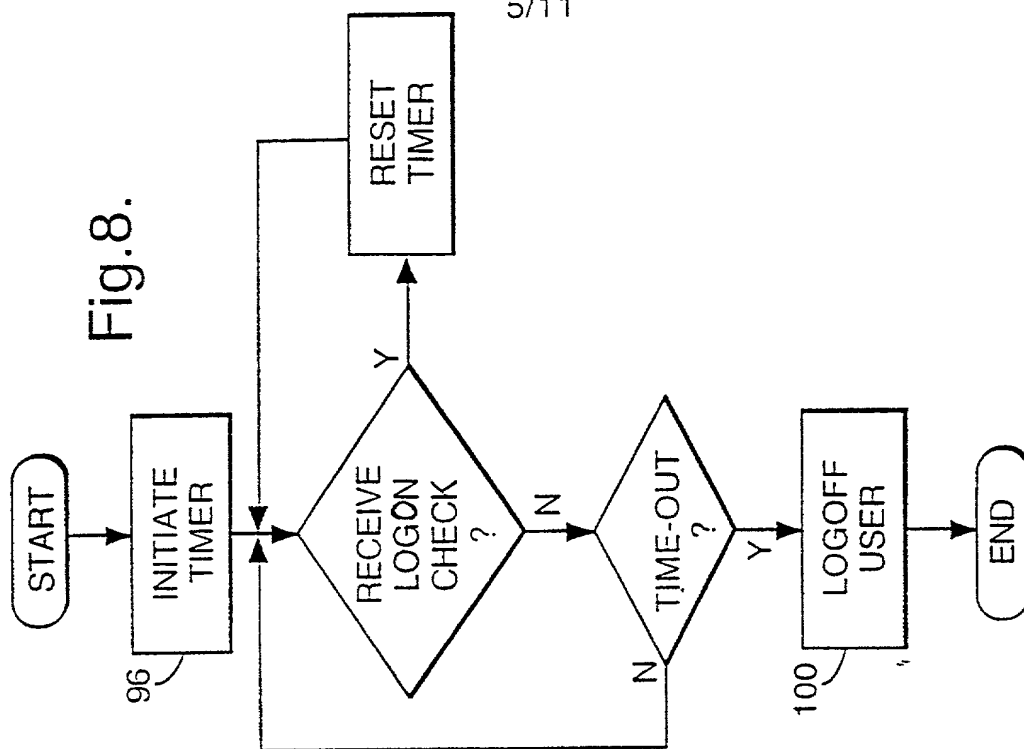 5/11
Fig.8.
START
INITIATE
TIMER
96
RECEIVE
LOGON
CHECK
?
Y
RESET
TIMER
N
TIME-OUT
?
N
Y
LOGOFF
USER
100
END